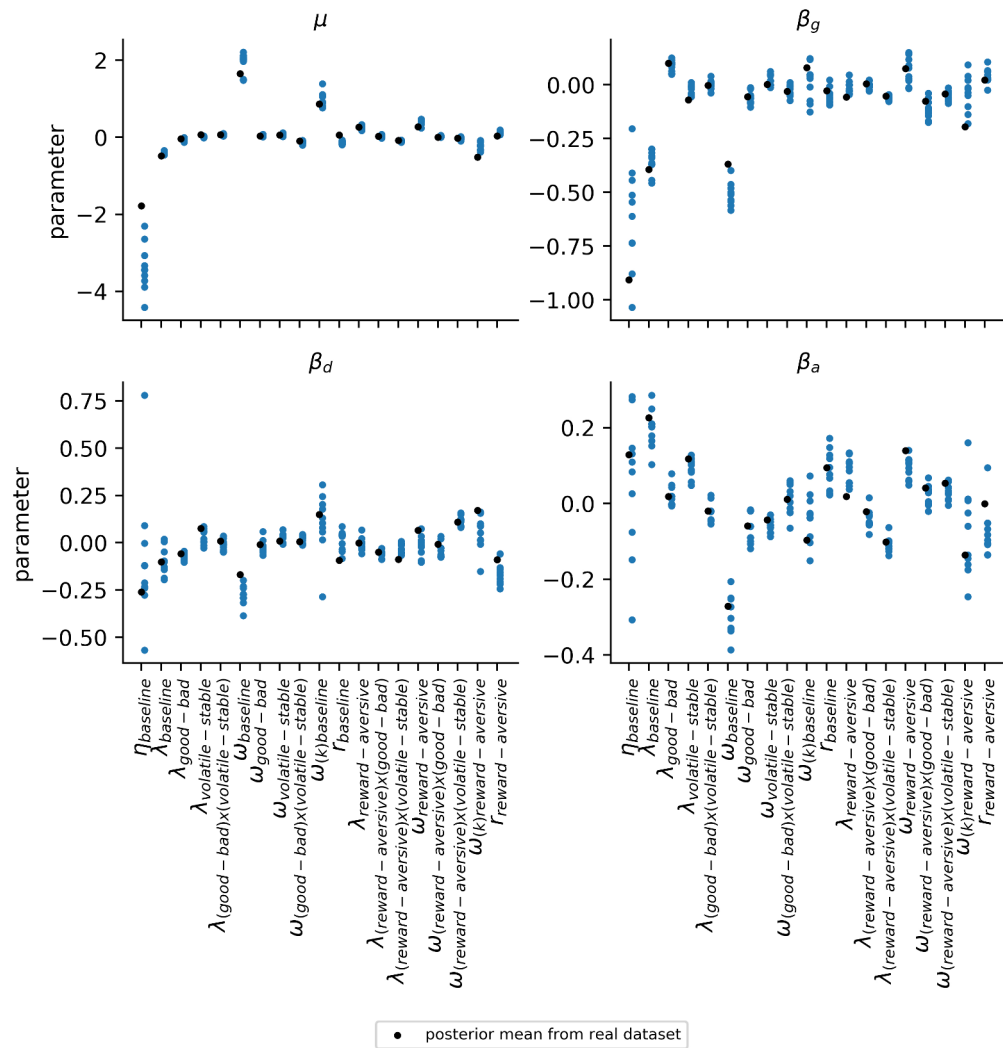 μ
β_g
parameter
2
0
−2
−4
0.00
−0.25
−0.50
−0.75
−1.00
β_d
β_a
parameter
0.75
0.50
0.25
0.00
−0.25
−0.50
0.2
0.0
−0.2
−0.4
η_baseline
λ_baseline
λ_good−bad
λ_volatile−stable
λ_(good−bad)x(volatile−stable)
ω_baseline
ω_good−bad
ω_volatile−stable
ω_(good−bad)x(volatile−stable)
ω_(k)baseline
r_baseline
λ_reward−aversive
λ_(reward−aversive)x(good−bad)
λ_(reward−aversive)x(volatile−stable)
ω_reward−aversive
ω_(reward−aversive)x(good−bad)
ω_(reward−aversive)x(volatile−stable)
ω_(k)reward−aversive
r_reward−aversive
η_baseline
λ_baseline
λ_good−bad
λ_volatile−stable
λ_(good−bad)x(volatile−stable)
ω_baseline
ω_good−bad
ω_volatile−stable
ω_(good−bad)x(volatile−stable)
ω_(k)baseline
r_baseline
λ_reward−aversive
λ_(reward−aversive)x(good−bad)
λ_(reward−aversive)x(volatile−stable)
ω_reward−aversive
ω_(reward−aversive)x(good−bad)
ω_(reward−aversive)x(volatile−stable)
ω_(k)reward−aversive
r_reward−aversive
posterior mean from real dataset